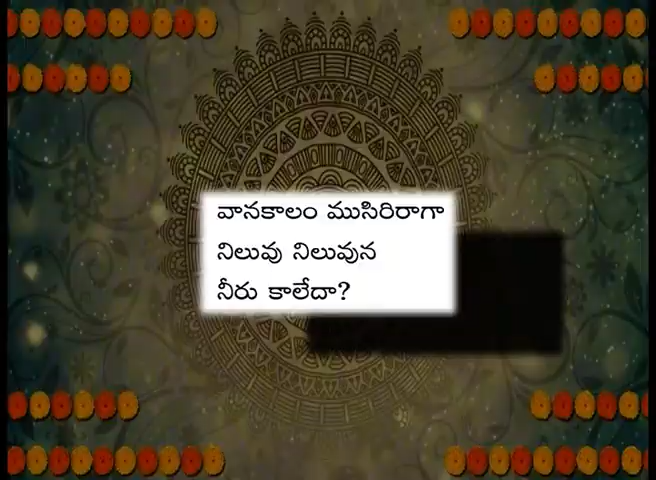 వానకాలం ముసిరిరాగా
నిలువు నిలువున
నీరు కాలేదా?